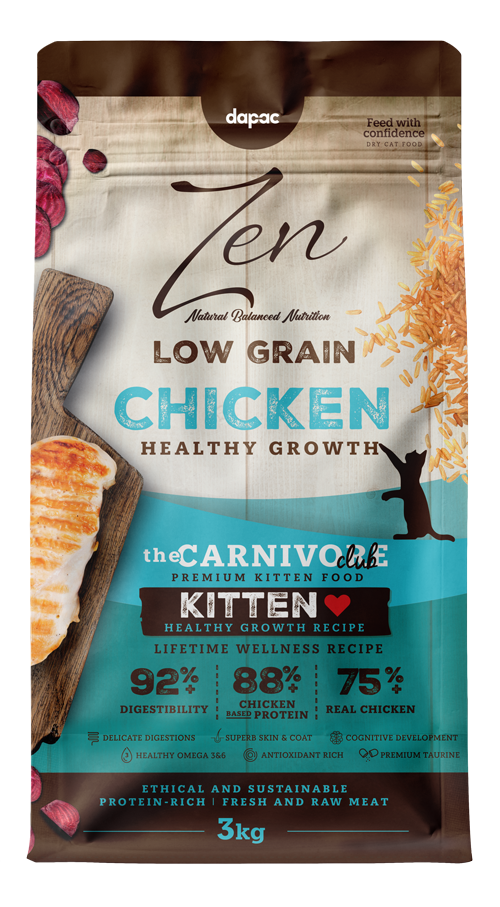 dapac
Feed with
confidence
DRY CAT FOOD
Zen
Natural Balanced Nutrition
LOW GRAIN
CHICKEN
HEALTHY GROWTH
the CARNIVORE club
PREMIUM KITTEN FOOD
KITTEN
HEALTHY GROWTH RECIPE
LIFETIME WELLNESS RECIPE
92%+ 88%+ 75%+
DIGESTIBILITY CHICKEN BASED PROTEIN REAL CHICKEN
DELICATE DIGESTIONS SUPERB SKIN & COAT COGNITIVE DEVELOPMENT
3 HEALTHY OMEGA 3&6 ANTIOXIDANT RICH PREMIUM TAURINE
ETHICAL AND SUSTAINABLE
PROTEIN-RICH | FRESH AND RAW MEAT
3kg